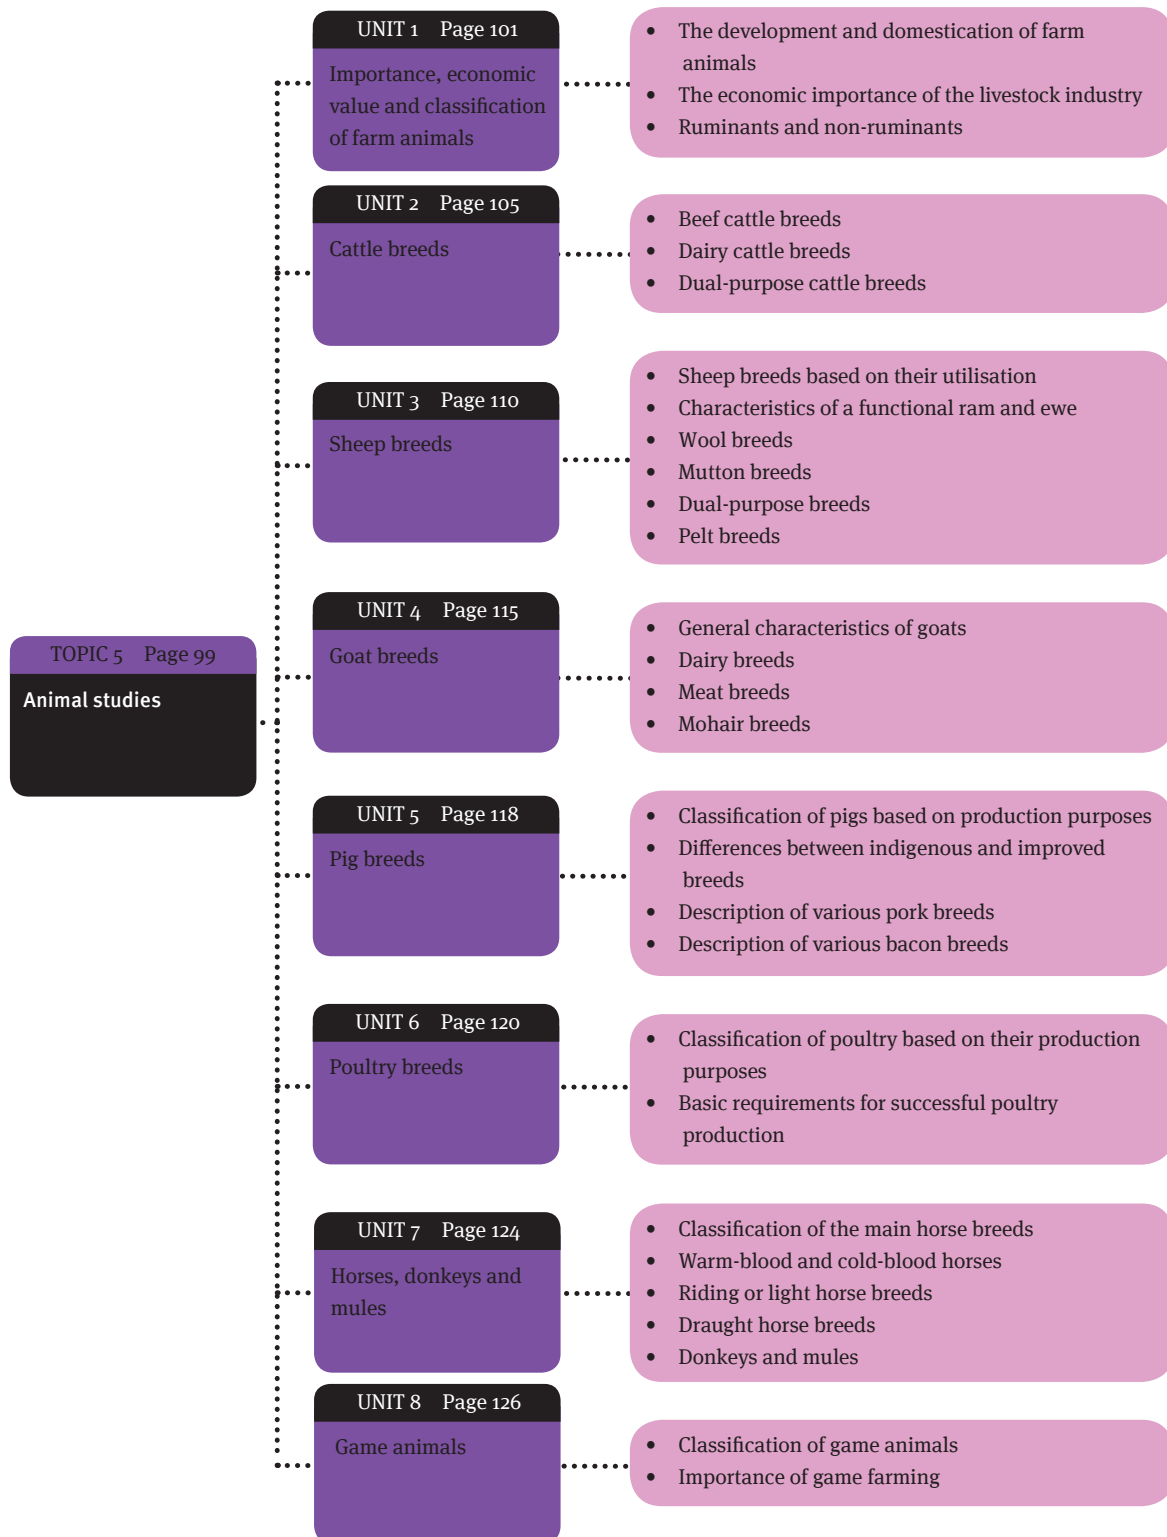 UNIT 1 Page 101
Importance, economic
value and classification
of farm animals
• The development and domestication of farm
animals
• The economic importance of the livestock industry
• Ruminants and non-ruminants
UNIT 2 Page 105
Cattle breeds
• Beef cattle breeds
• Dairy cattle breeds
• Dual-purpose cattle breeds
UNIT 3 Page 110
Sheep breeds
• Sheep breeds based on their utilisation
• Characteristics of a functional ram and ewe
• Wool breeds
• Mutton breeds
• Dual-purpose breeds
• Pelt breeds
TOPIC 5 Page 99
Animal studies
UNIT 4 Page 115
Goat breeds
• General characteristics of goats
• Dairy breeds
• Meat breeds
• Mohair breeds
UNIT 5 Page 118
Pig breeds
• Classification of pigs based on production purposes
• Differences between indigenous and improved
breeds
• Description of various pork breeds
• Description of various bacon breeds
UNIT 6 Page 120
Poultry breeds
• Classification of poultry based on their production
purposes
• Basic requirements for successful poultry
production
UNIT 7 Page 124
Horses, donkeys and
mules
• Classification of the main horse breeds
• Warm-blood and cold-blood horses
• Riding or light horse breeds
• Draught horse breeds
• Donkeys and mules
UNIT 8 Page 126
Game animals
• Classification of game animals
• Importance of game farming